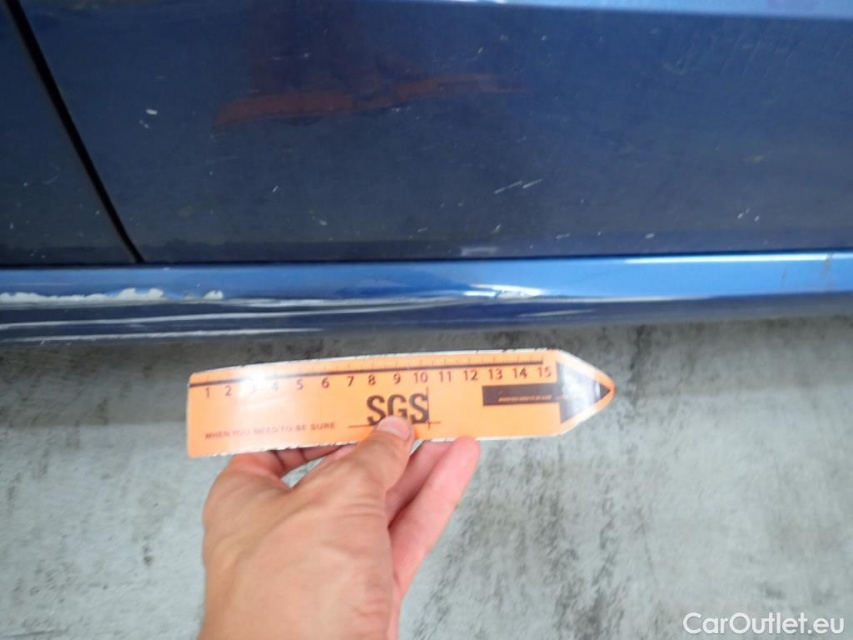 1 2 3 4 5 6 7 8 9 10 11 12 13 14 15
SGS
WHEN YOU NEED TO BE SURE
CarOutlet.eu